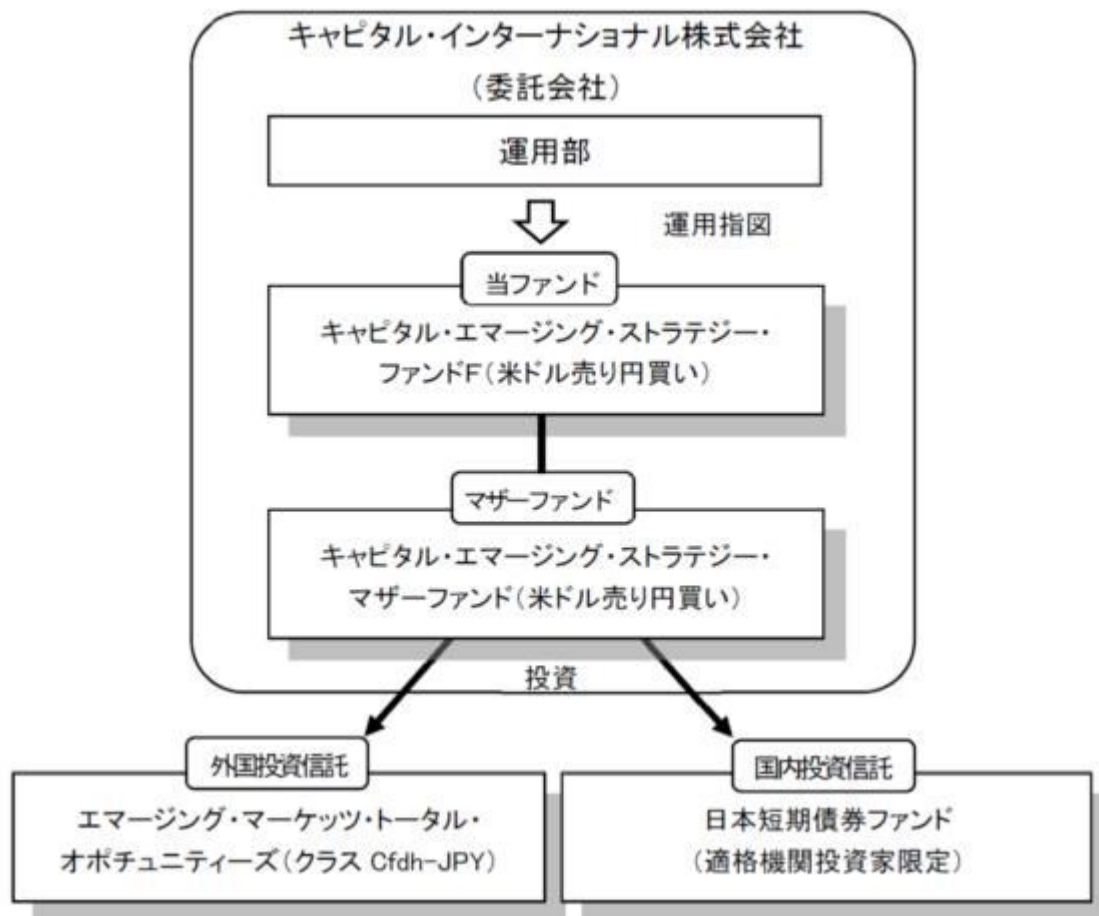 キャピタル・インターナショナル株式会社
（委託会社）
運用部
運用指図
当ファンド
キャピタル・エマージング・ストラテジー・
ファンドF（米ドル売り円買い）
マザーファンド
キャピタル・エマージング・ストラテジー・
マザーファンド（米ドル売り円買い）
投資
外国投資信託
エマージング・マーケッツ・トータル・
オポチュニティーズ（クラス Cfdh-JPY）
国内投資信託
日本短期債券ファンド
（適格機関投資家限定）